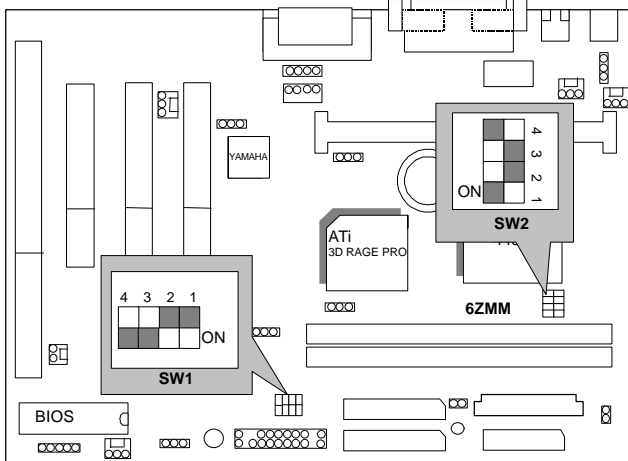 YAMAHA
4
3
2
1
ON
SW2
ATi
3D RAGE PRO
6ZMM
4 3 2 1
ON
SW1
BIOS